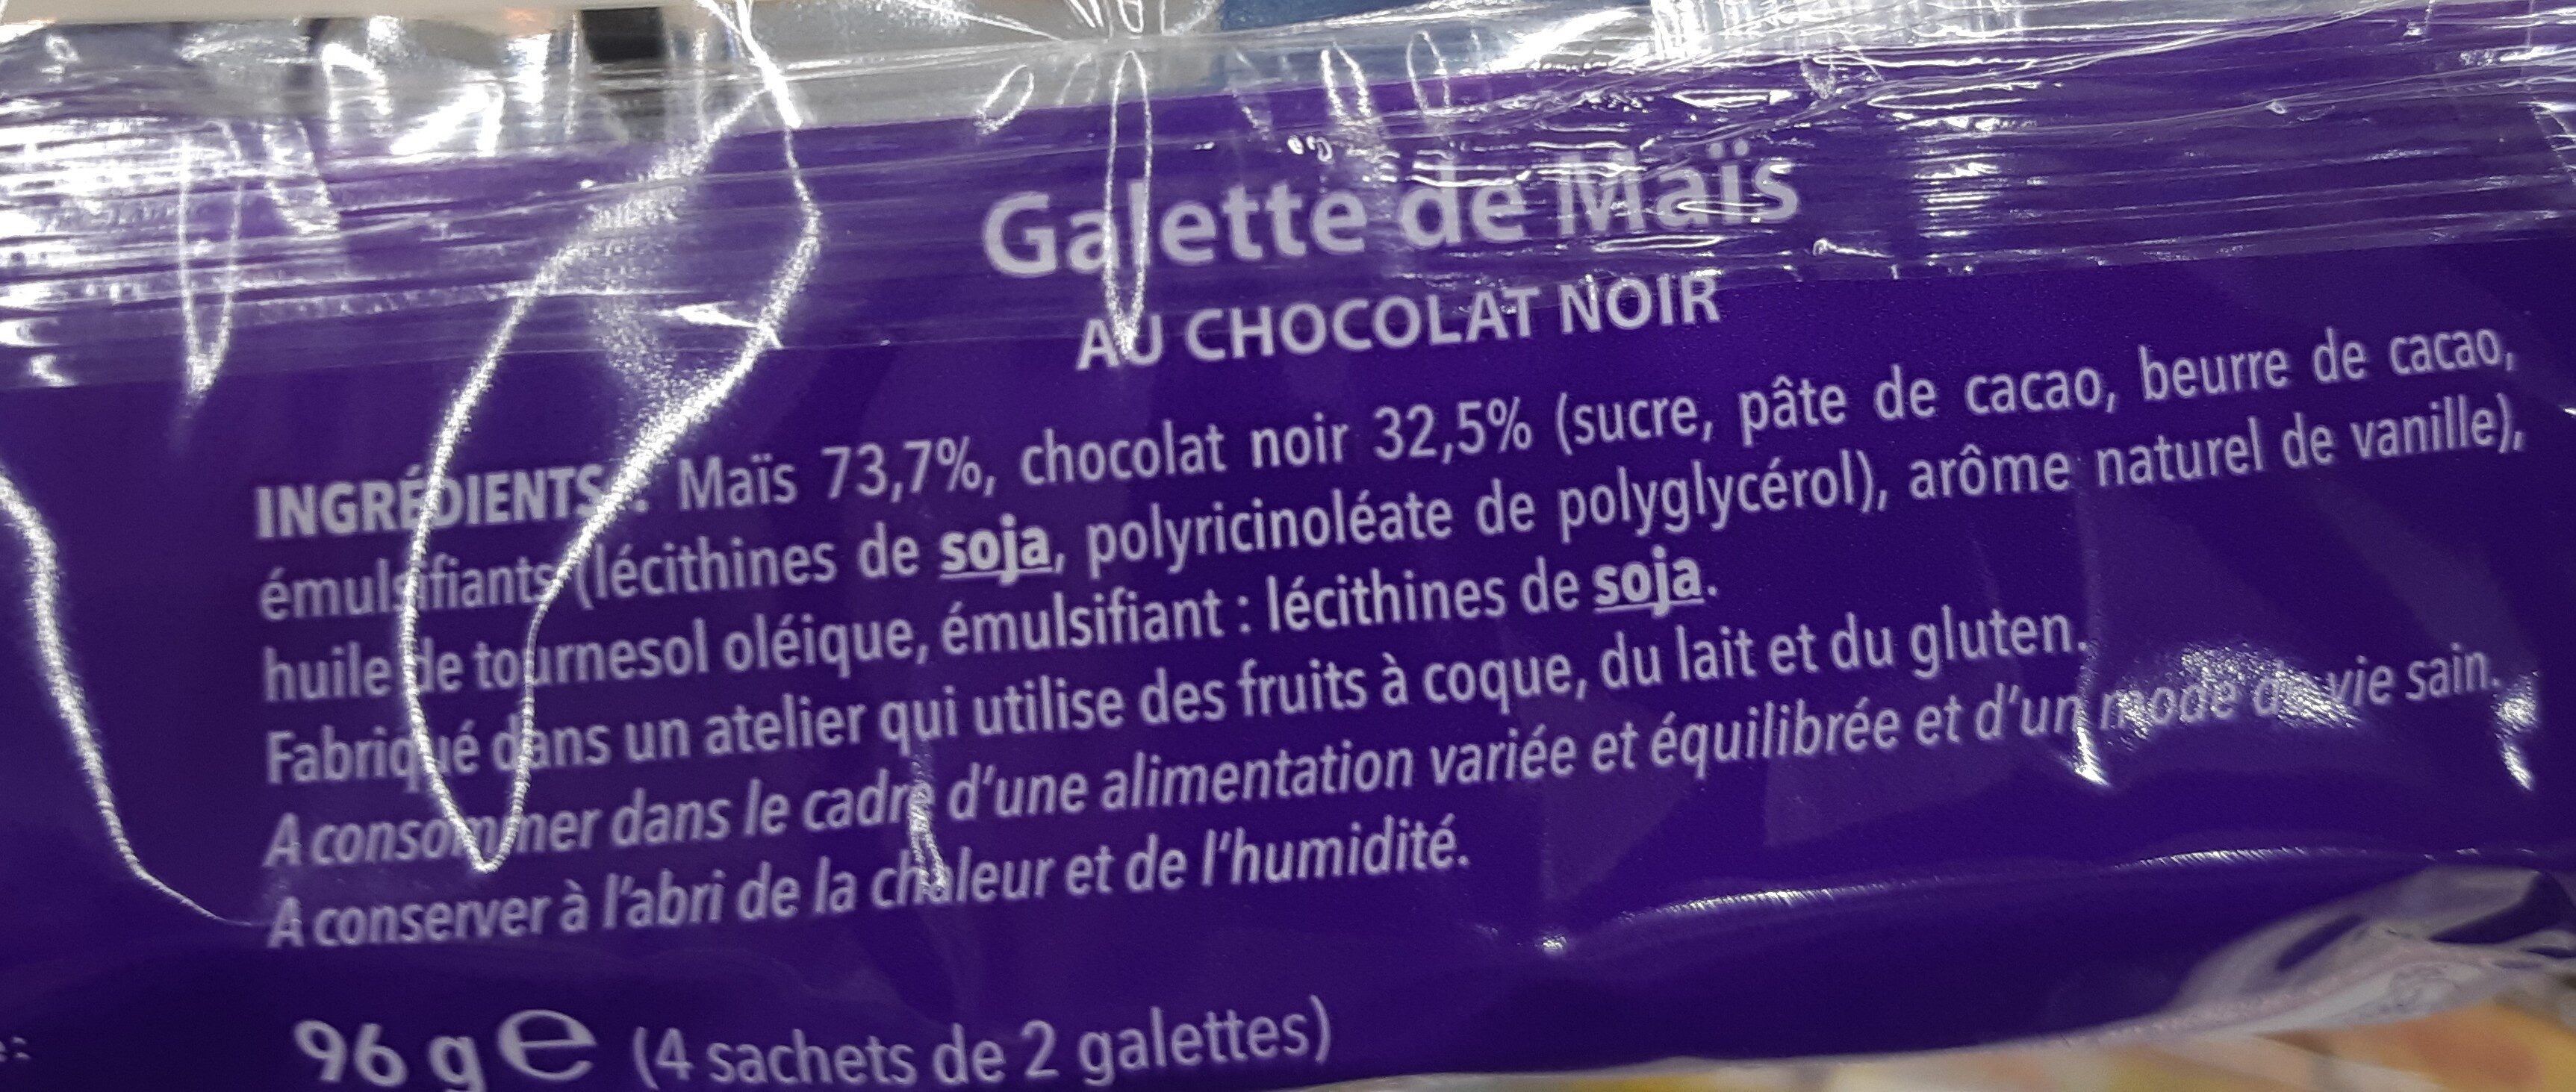 Galette de Maïs
AU CHOCOLAT NOIR
INGRÉDIENTS : Maïs 73,7%, chocolat noir 32,5% (sucre, pâte de cacao, beurre de cacao,
émulsifiants (lécithines de soja, polyricinoléate de polyglycérol), arôme naturel de vanille),
huile de tournesol oléique, émulsifiant : lécithines de soja.
Fabriqué dans un atelier qui utilise des fruits à coque, du lait et du gluten.
A consommer dans le cadre d'une alimentation variée et équilibrée et d'un mode de vie sain.
A conserver à l'abri de la chaleur et de l'humidité.
96 g e (4 sachets de 2 galettes)